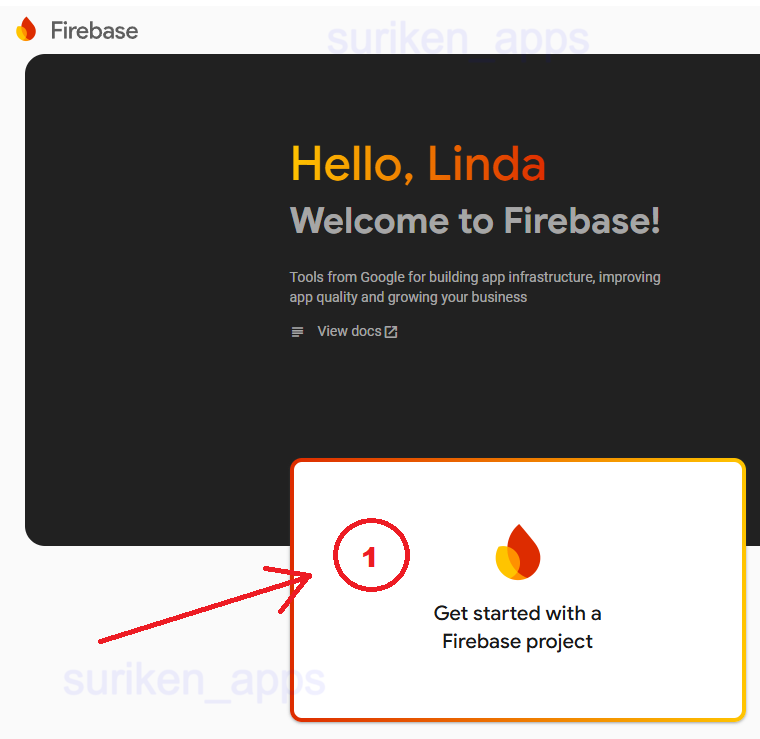 Firebase
suriken_apps
Hello, Linda
Welcome to Firebase!
Tools from Google for building app infrastructure, improving
app quality and growing your business
View docs
1
Get started with a
Firebase project
suriken_apps